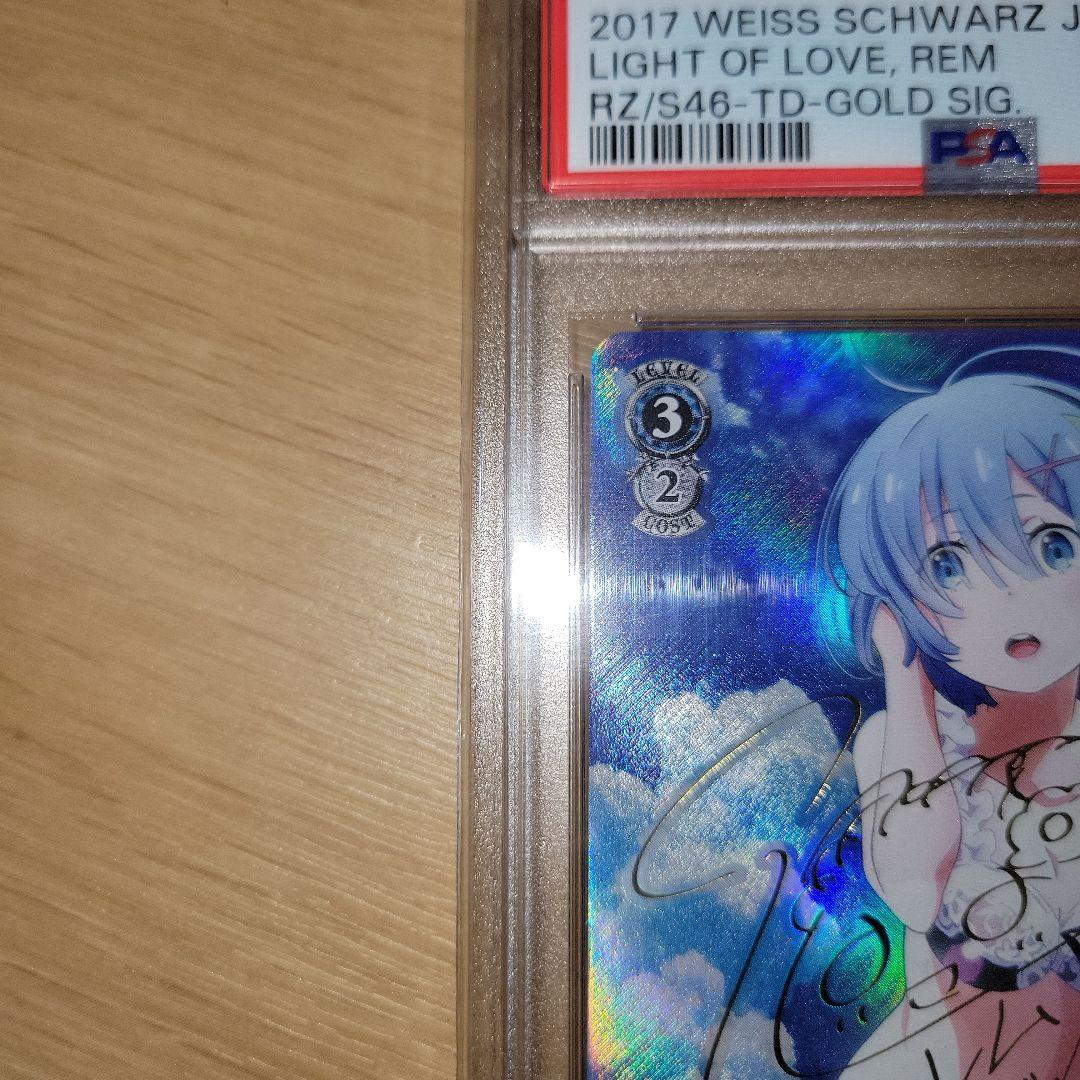 2017 WEISS SCHWARZ J
LIGHT OF LOVE, REM
RZ/S46-TD-GOLD SIG.
PSA
LEVEL
3
2
COST